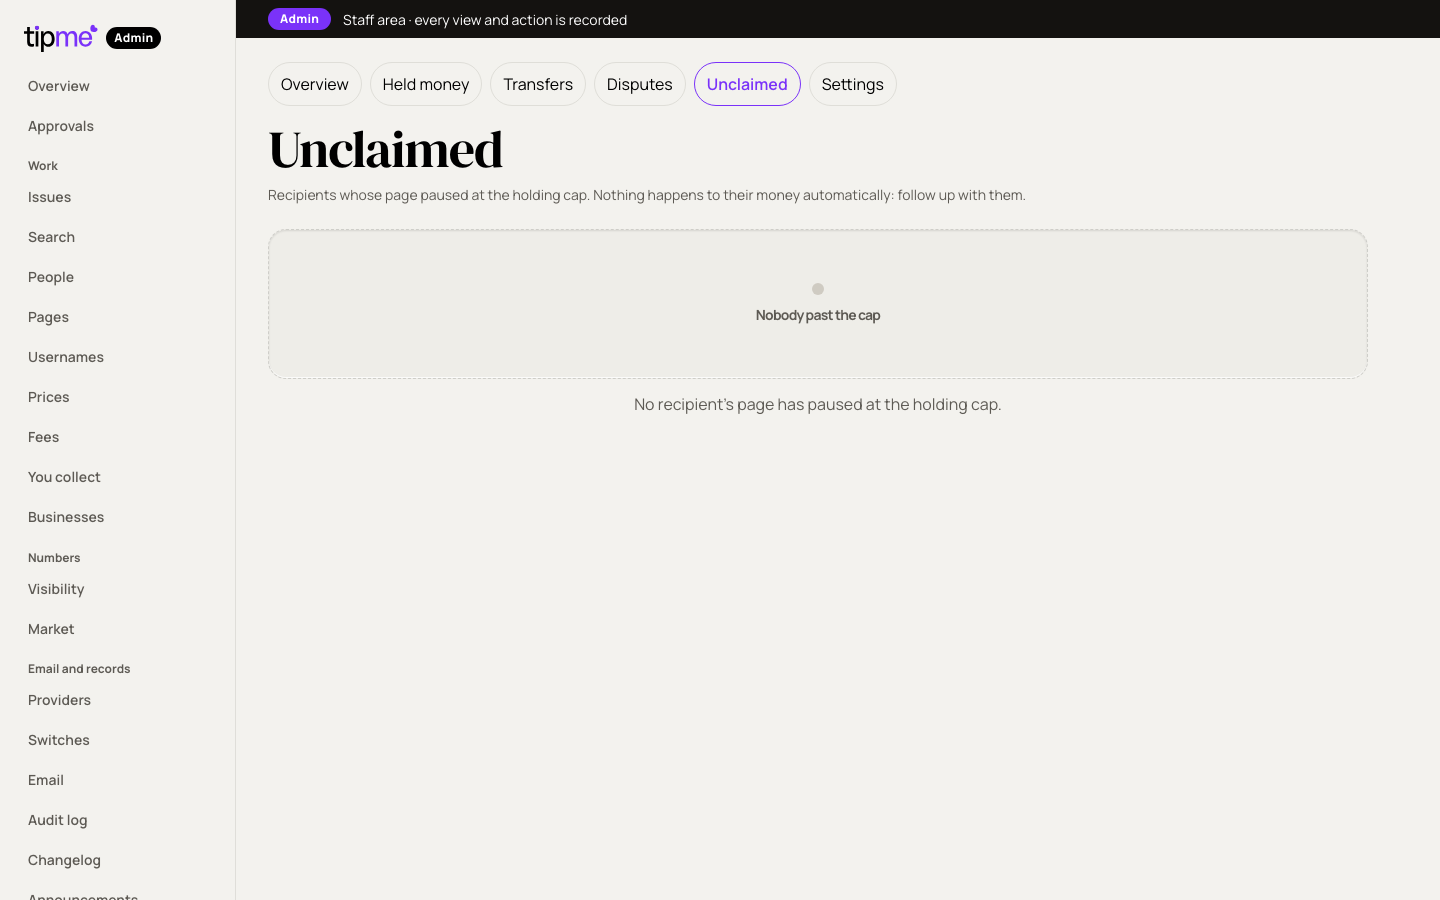 tipme Admin
Overview
Approvals
Work
Issues
Search
People
Pages
Usernames
Prices
Fees
You collect
Businesses
Numbers
Visibility
Market
Email and records
Providers
Switches
Email
Audit log
Changelog
Announcements
Admin Staff area · every view and action is recorded
Overview Held money Transfers Disputes Unclaimed Settings
Unclaimed
Recipients whose page paused at the holding cap. Nothing happens to their money automatically: follow up with them.
Nobody past the cap
No recipient's page has paused at the holding cap.